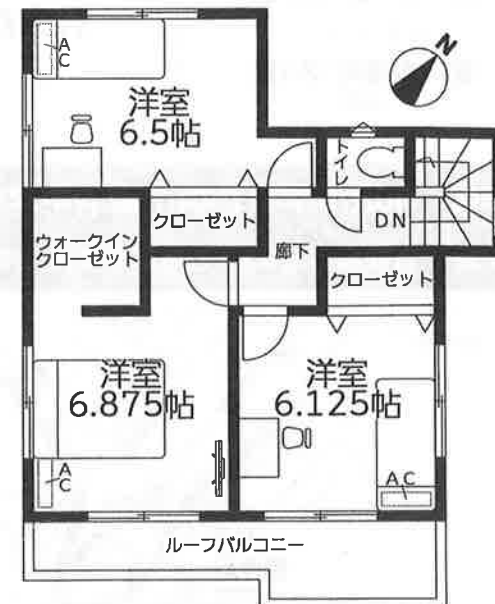 N
AC
洋室
6.5帖
トイレ
クローゼット
DN
ウォークイン
クローゼット
廊下
クローゼット
洋室
6.875帖
洋室
6.125帖
AC
AC
ルーフバルコニー